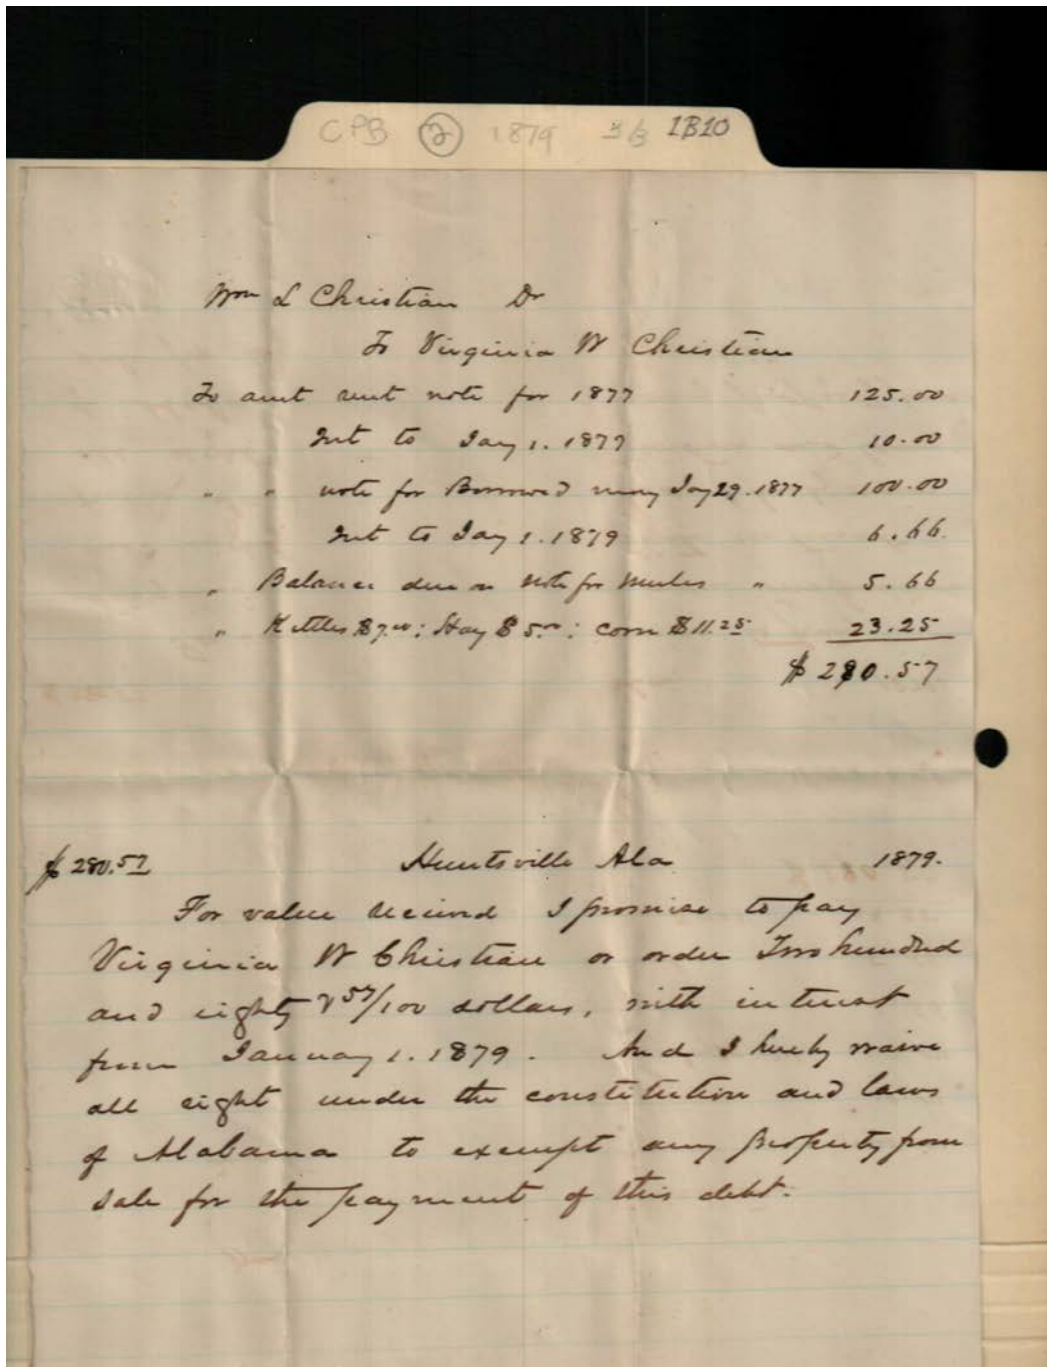 CPB 2 1879 3/3 1B10
Wm L Christian Dr
To Virginia W Christian
To amt rent note for 1877 125.00
Int to Jany 1. 1879 10.00
" " note for Borrowed money Jay 29. 1877 100.00
Int to Jany 1. 1879 6.66
" Balance due on note for mules " 5.66
" Kettles $7.00: Hay $5.00: corn $11.25 23.25
$280.57
$280.57 Huntsville Ala 1879.
For value received I promise to pay
Virginia W Christian or order Two hundred
and eighty & 57/100 dollars, with interest
from January 1. 1879. And I hereby waive
all right under the constitution and laws
of Alabama to exempt any property from
sale for the payment of this debt.